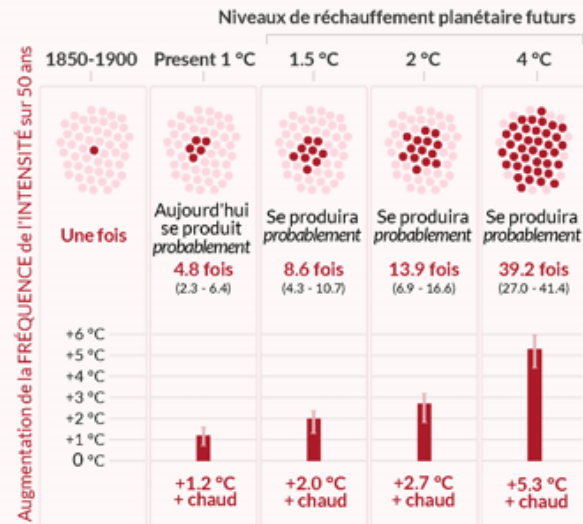 Niveaux de réchauffement planétaire futurs
1850-1900
Present 1 °C
1.5 °C
2 °C
4 °C
Augmentation de la FRÉQUENCE de l'INTENSITÉ sur 50 ans
Une fois
Aujourd'hui
se produit
probablement
4.8 fois
(2.3 - 6.4)
Se produira
probablement
8.6 fois
(4.3 - 10.7)
Se produira
probablement
13.9 fois
(6.9 - 16.6)
Se produira
probablement
39.2 fois
(27.0 - 41.4)
+6 °C
+5 °C
+4 °C
+3 °C
+2 °C
+1 °C
0 °C
+1.2 °C
+ chaud
+2.0 °C
+ chaud
+2.7 °C
+ chaud
+5.3 °C
+ chaud